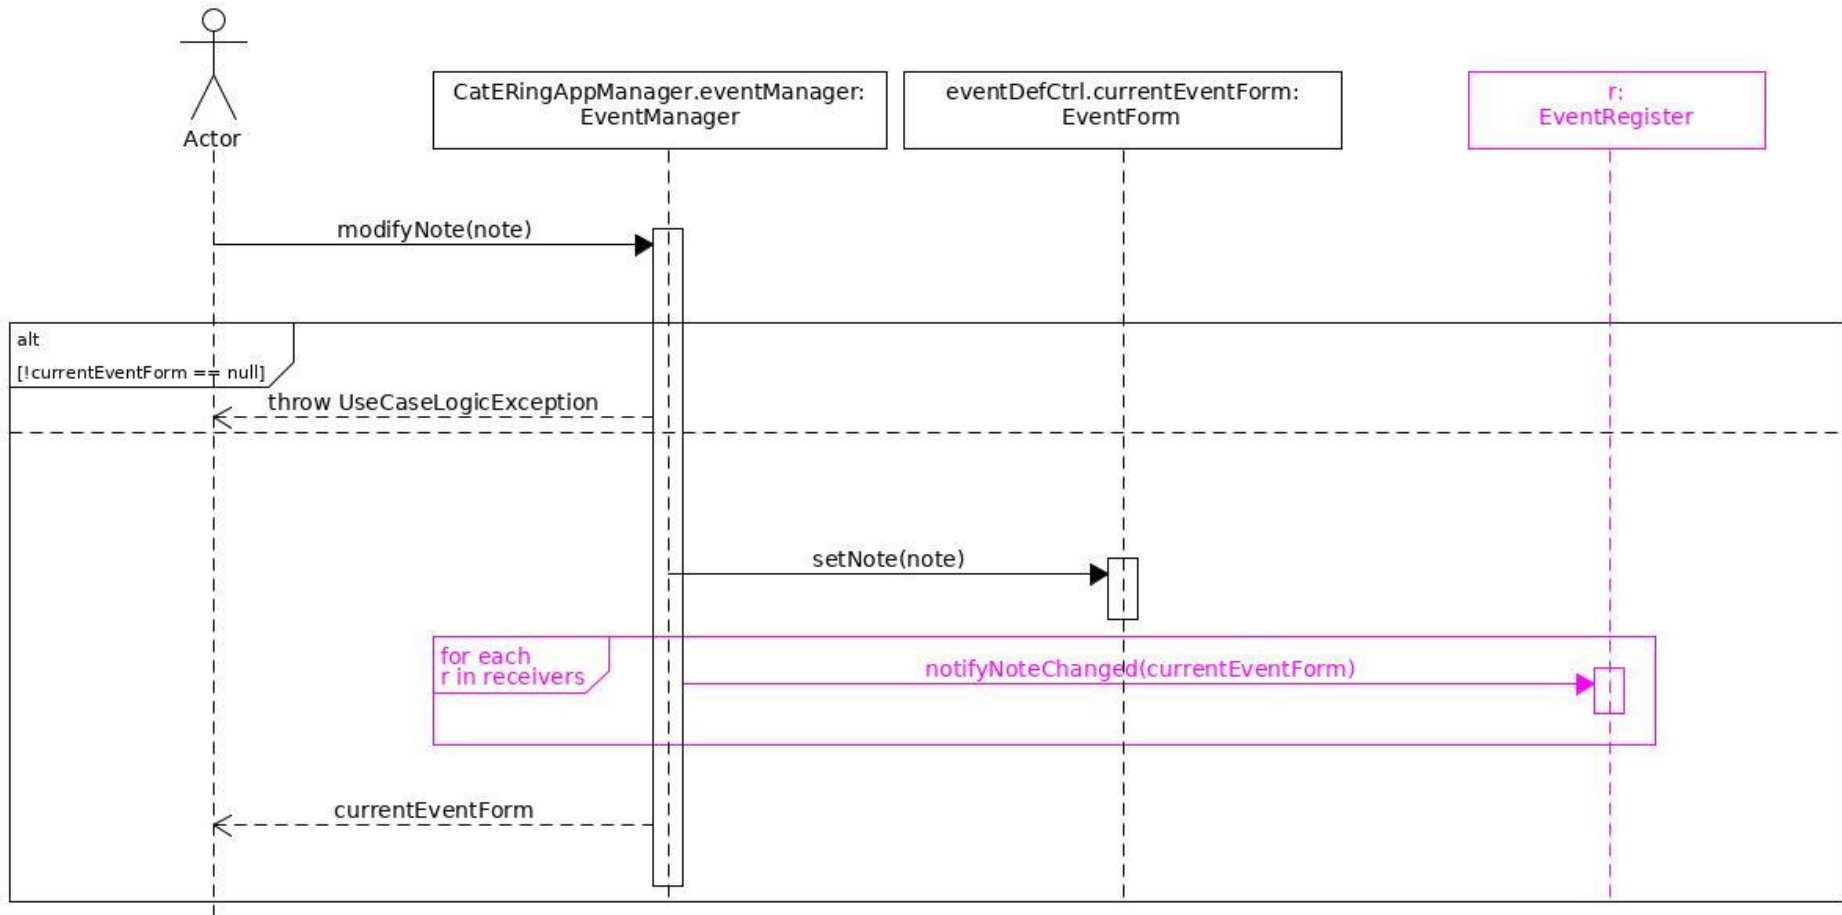 Actor
CatERingAppManager.eventManager:
EventManager
eventDefCtrl.currentEventForm:
EventForm
r:
EventRegister
modifyNote(note)
alt
[!currentEventForm == null]
throw UseCaseLogicException
setNote(note)
for each
r in receivers
notifyNoteChanged(currentEventForm)
currentEventForm